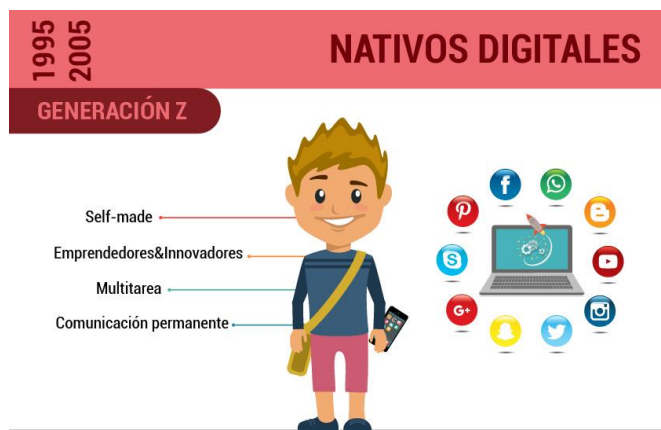 1995
2005
NATIVOS DIGITALES
GENERACIÓN Z
Self-made
Emprendedores&Innovadores
Multitarea
Comunicación permanente